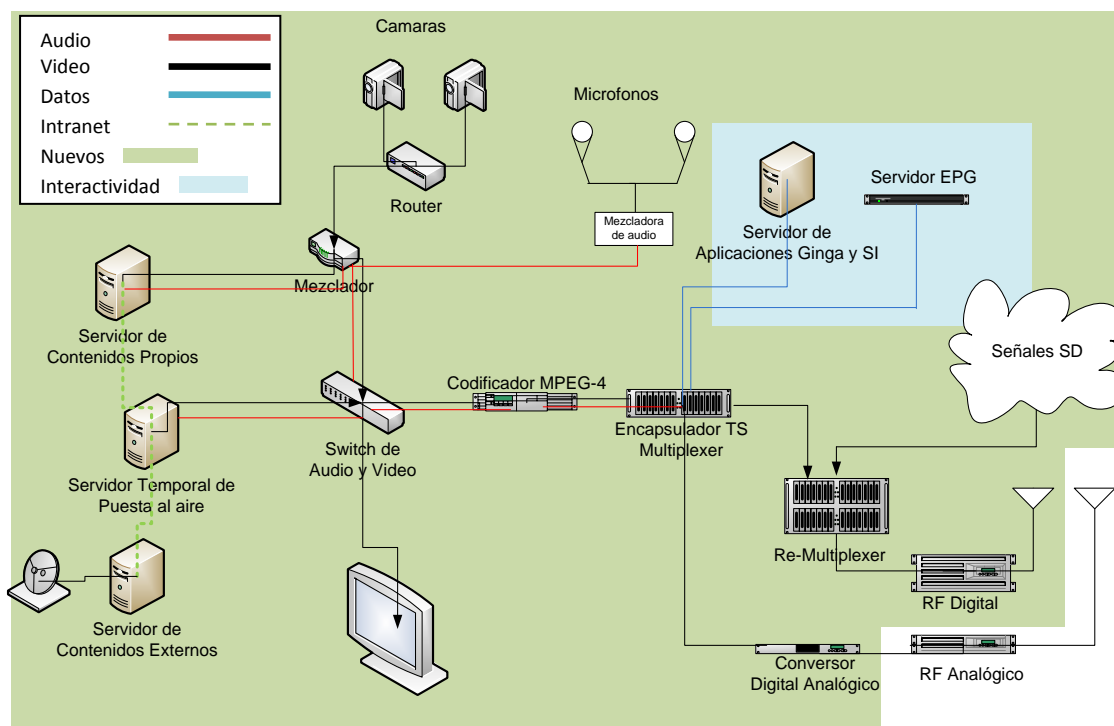 Audio
Video
Datos
Intranet
Nuevos
Interactividad
Camaras
Router
Microfonos
Mezcladora
de audio
Servidor de
Aplicaciones Ginga y SI
Servidor EPG
Mezclador
Servidor de
Contenidos Propios
Señales SD
Codificador MPEG-4
Encapsulador TS
Multiplexer
Switch de
Audio y Video
Servidor Temporal de
Puesta al aire
Re-Multiplexer
RF Digital
Servidor de
Contenidos Externos
Conversor
Digital Analógico
RF Analógico